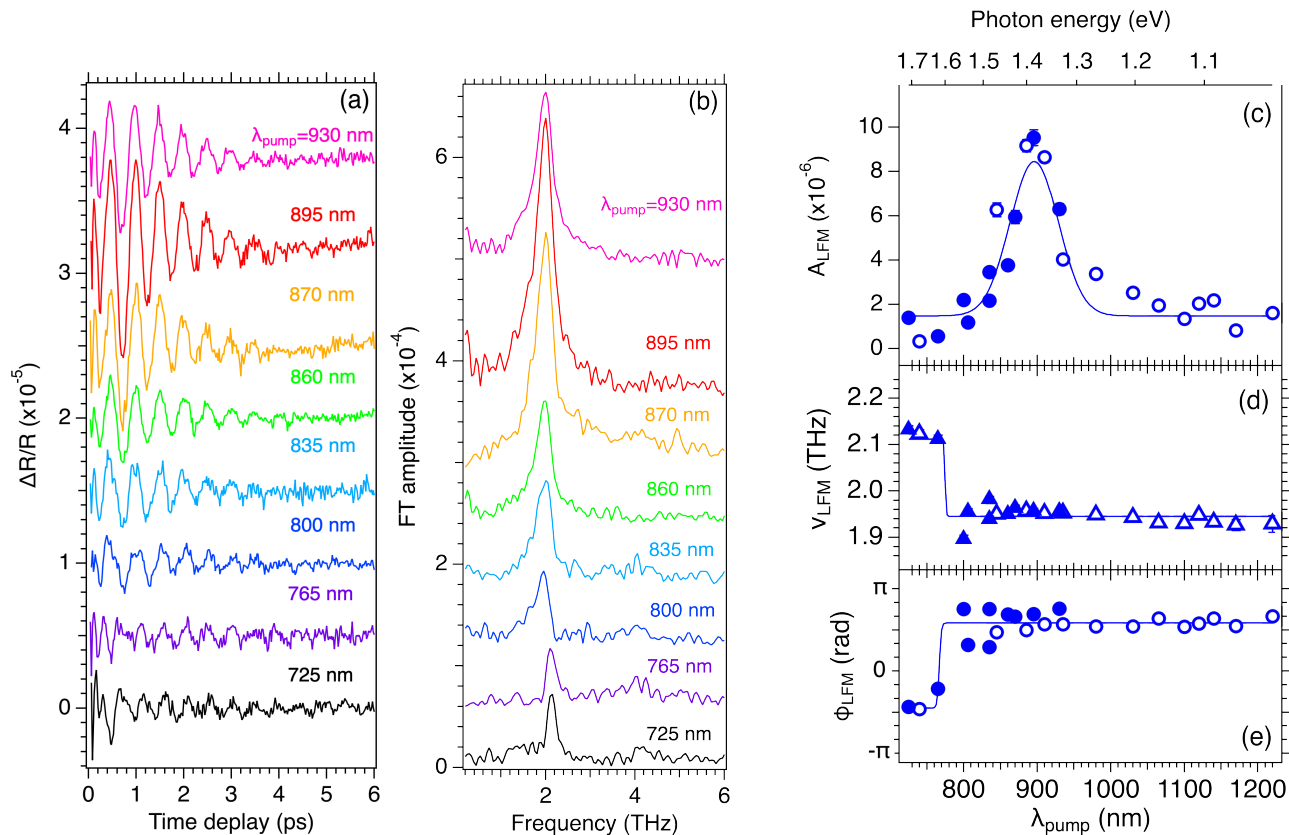 (a)
λpump=930 nm
895 nm
870 nm
860 nm
835 nm
800 nm
765 nm
725 nm
4
3
2
1
0
ΔR/R (x10-5)
0 1 2 3 4 5 6
Time deplay (ps)
(b)
λpump=930 nm
895 nm
870 nm
860 nm
835 nm
800 nm
765 nm
725 nm
6
4
2
0
FT amplitude (x10-4)
2 4 6
Frequency (THz)
Photon energy (eV)
1.7 1.6 1.5 1.4 1.3 1.2 1.1
(c)
10
8
6
4
2
0
ALFM (x10-6)
(d)
2.2
2.1
2.0
1.9
νLFM (THz)
(e)
π
0
-π
ϕLFM (rad)
800 900 1000 1100 1200
λpump (nm)